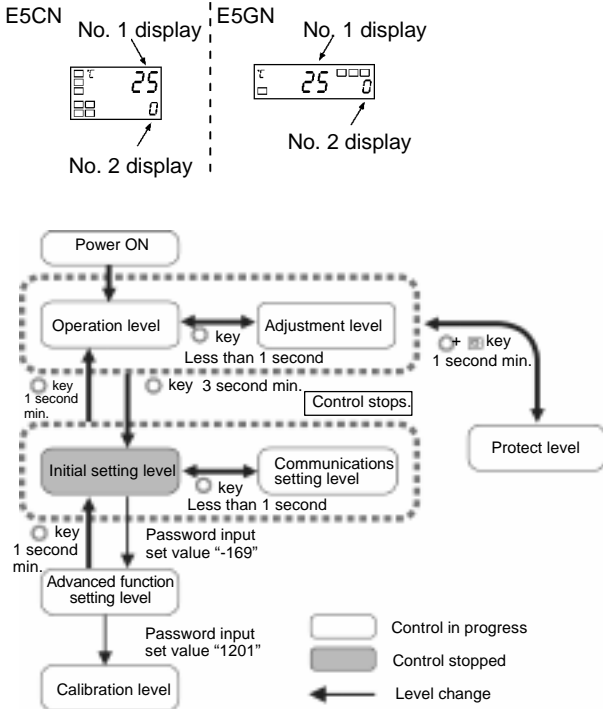 E5CN
No. 1 display
E5GN
No. 1 display
℃ 25
0
℃ 25 0
No. 2 display
No. 2 display
Power ON
Operation level
key
Less than 1 second
Adjustment level
+ key
1 second min.
key
1 second
min.
key 3 second min.
Control stops.
Protect level
Initial setting level
key
Less than 1 second
Communications
setting level
key
1 second
min.
Password input
set value "-169"
Advanced function
setting level
Password input
set value "1201"
Calibration level
Control in progress
Control stopped
Level change